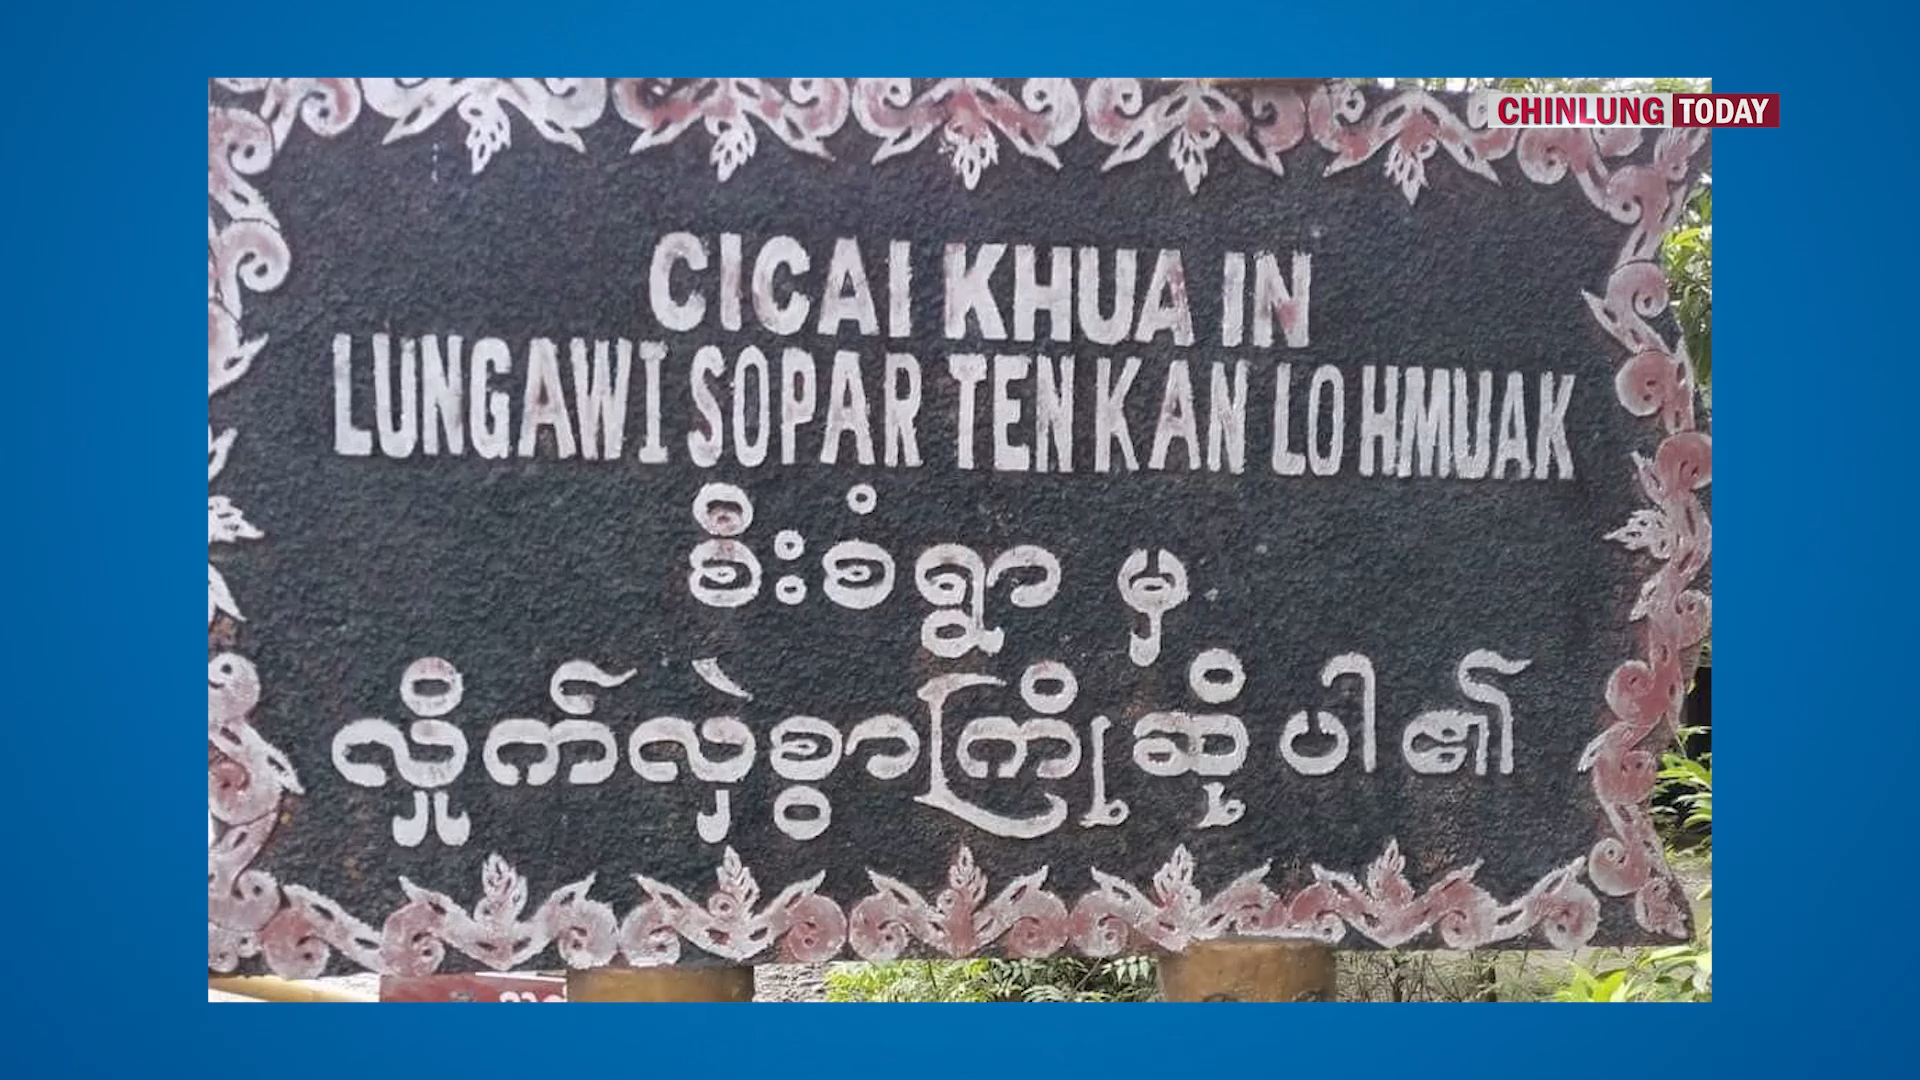 CHINLUNG TODAY
CICAI KHUA IN
LUNGAWI SOPAR TEN KAN LO HMUAK
စီးစံရွာ မှ
လှိုက်လှဲစွာကြိုဆိုပါ၏